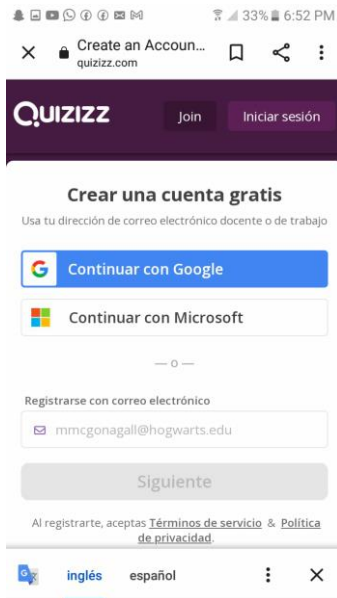 33% 6:52 PM
Create an Accoun...
quizizz.com
Quizizz Join Iniciar sesión
Crear una cuenta gratis
Usa tu dirección de correo electrónico docente o de trabajo
Continuar con Google
Continuar con Microsoft
— o —
Registrarse con correo electrónico
mmcgonagall@hogwarts.edu
Siguiente
Al registrarte, aceptas Términos de servicio & Política
de privacidad.
inglés español